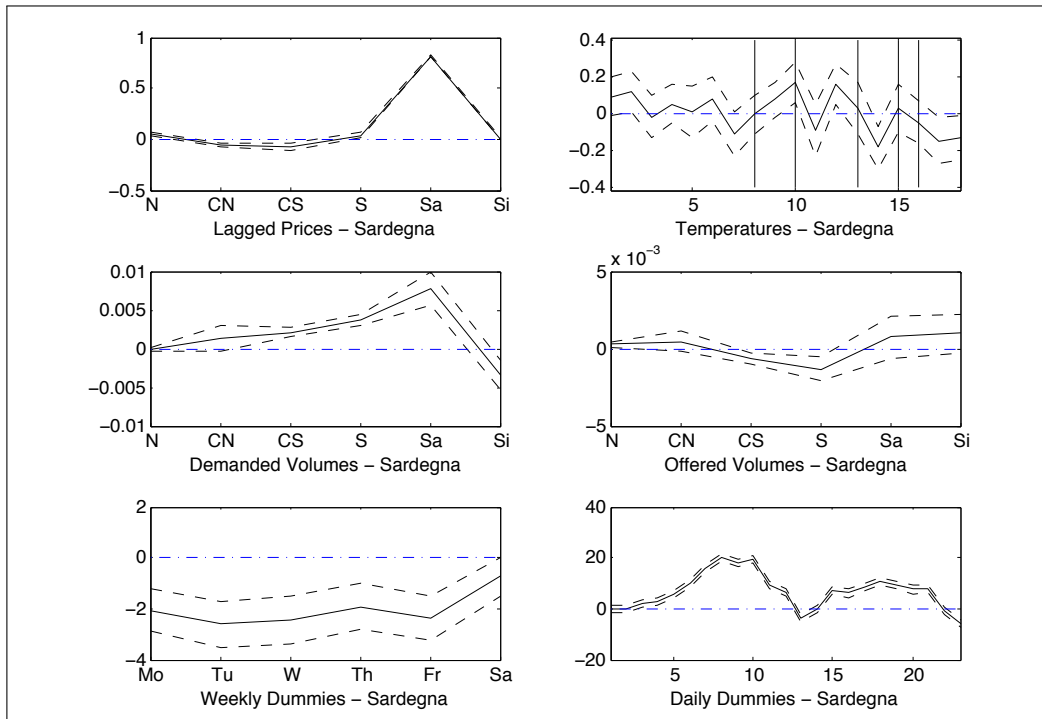 1
0.5
0
−0.5
N CN CS S Sa Si
Lagged Prices − Sardegna
0.4
0.2
0
−0.2
−0.4
5 10 15
Temperatures − Sardegna
0.01
0.005
0
−0.005
−0.01
N CN CS S Sa Si
Demanded Volumes − Sardegna
5 x 10⁻³
0
−5
N CN CS S Sa Si
Offered Volumes − Sardegna
2
0
−2
−4
Mo Tu W Th Fr Sa
Weekly Dummies − Sardegna
40
20
0
−20
5 10 15 20
Daily Dummies − Sardegna